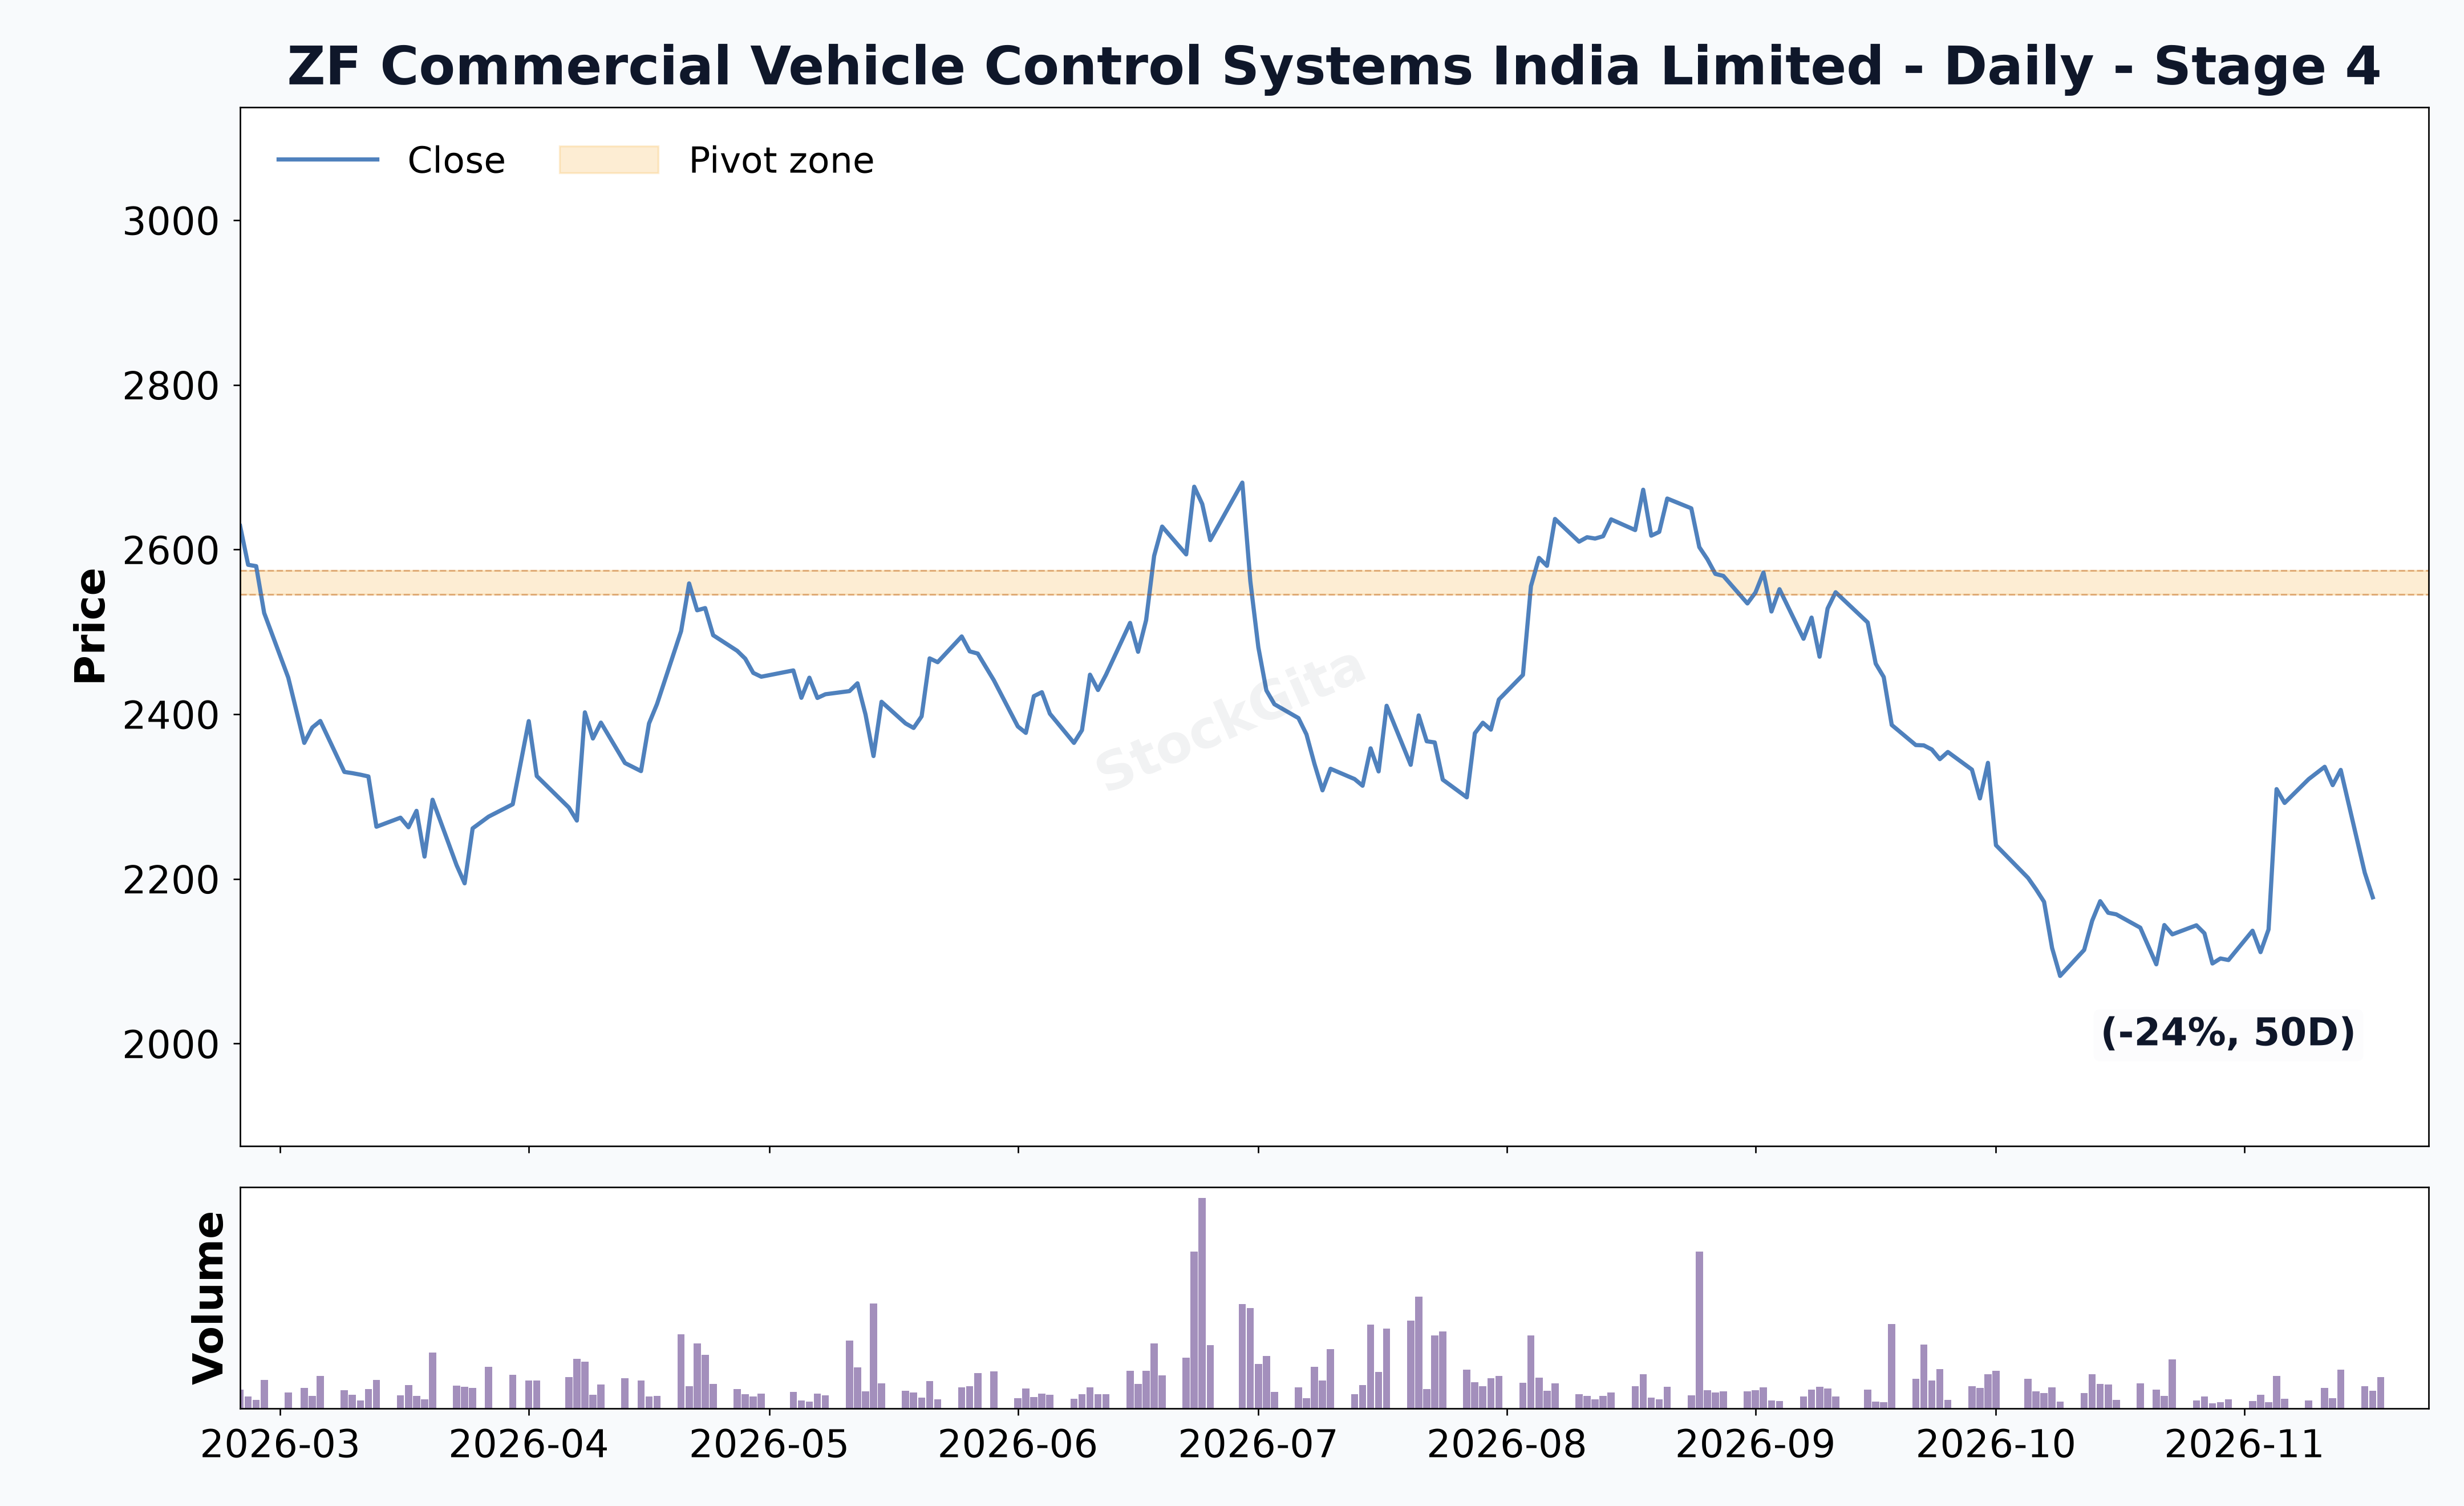 ZF Commercial Vehicle Control Systems India Limited - Daily - Stage 4
Close
Pivot zone
3000
2800
2600
2400
2200
2000
Price
StockGita
(-24%, 50D)
Volume
2026-03
2026-04
2026-05
2026-06
2026-07
2026-08
2026-09
2026-10
2026-11